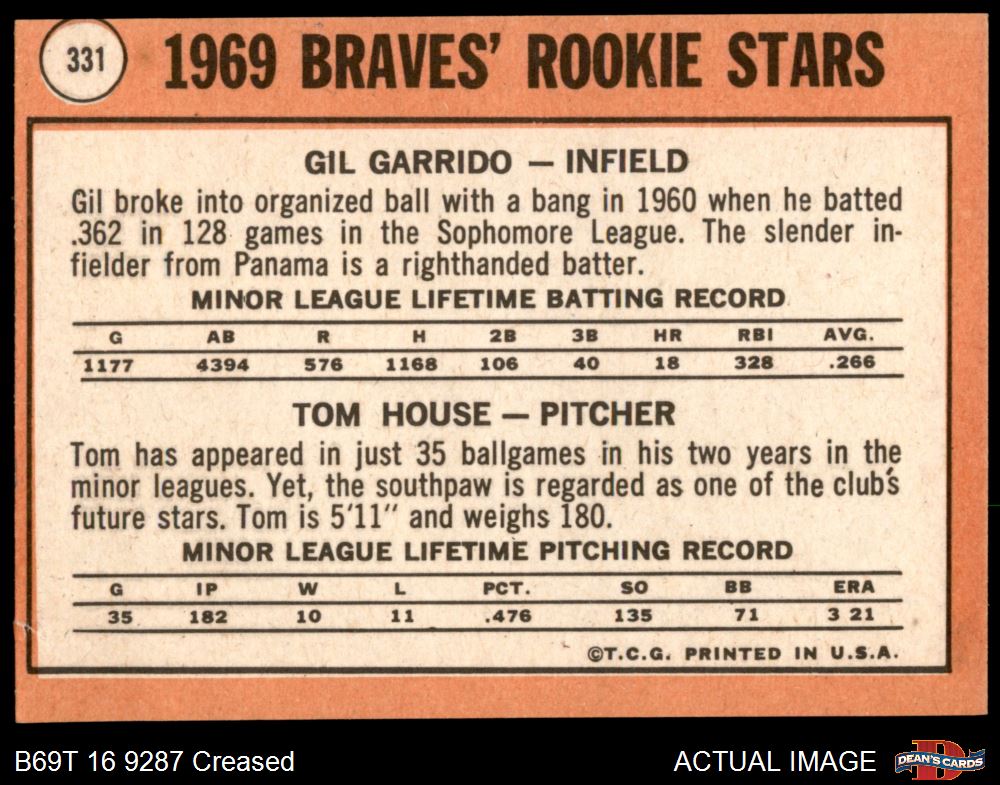 331
1969 BRAVES' ROOKIE STARS
GIL GARRIDO — INFIELD
Gil broke into organized ball with a bang in 1960 when he batted
.362 in 128 games in the Sophomore League. The slender in-
fielder from Panama is a righthanded batter.
MINOR LEAGUE LIFETIME BATTING RECORD
G AB R H 2B 3B HR RBI AVG.
1177 4394 576 1168 106 40 18 328 .266
TOM HOUSE — PITCHER
Tom has appeared in just 35 ballgames in his two years in the
minor leagues. Yet, the southpaw is regarded as one of the club's
future stars. Tom is 5'11" and weighs 180.
MINOR LEAGUE LIFETIME PITCHING RECORD
G IP W L PCT. SO BB ERA
35 182 10 11 .476 135 71 3 21
©T.C.G. PRINTED IN U.S.A.
B69T 16 9287 Creased
ACTUAL IMAGE
D
DEAN'S CARDS